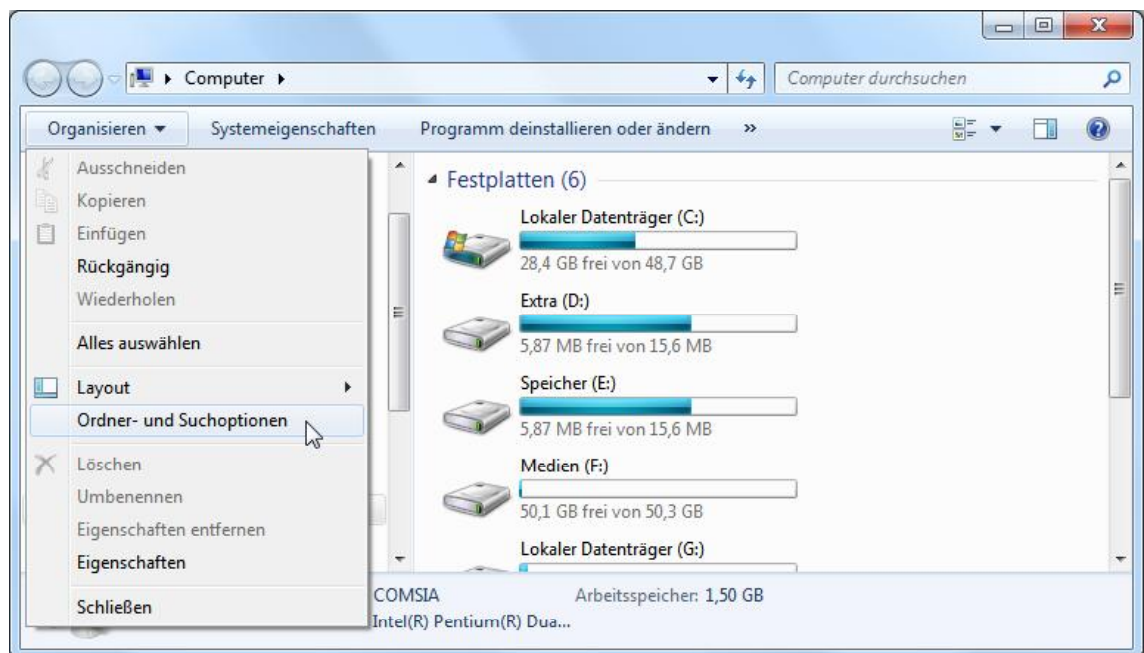 Computer
Computer durchsuchen
Organisieren Systemeigenschaften Programm deinstallieren oder ändern »
Ausschneiden
Kopieren
Einfügen
Rückgängig
Wiederholen
Alles auswählen
Layout
Ordner- und Suchoptionen
Löschen
Umbenennen
Eigenschaften entfernen
Eigenschaften
Schließen
Festplatten (6)
Lokaler Datenträger (C:)
28,4 GB frei von 48,7 GB
Extra (D:)
5,87 MB frei von 15,6 MB
Speicher (E:)
5,87 MB frei von 15,6 MB
Medien (F:)
50,1 GB frei von 50,3 GB
Lokaler Datenträger (G:)
COMSIA Arbeitsspeicher: 1,50 GB
Intel(R) Pentium(R) Dua...